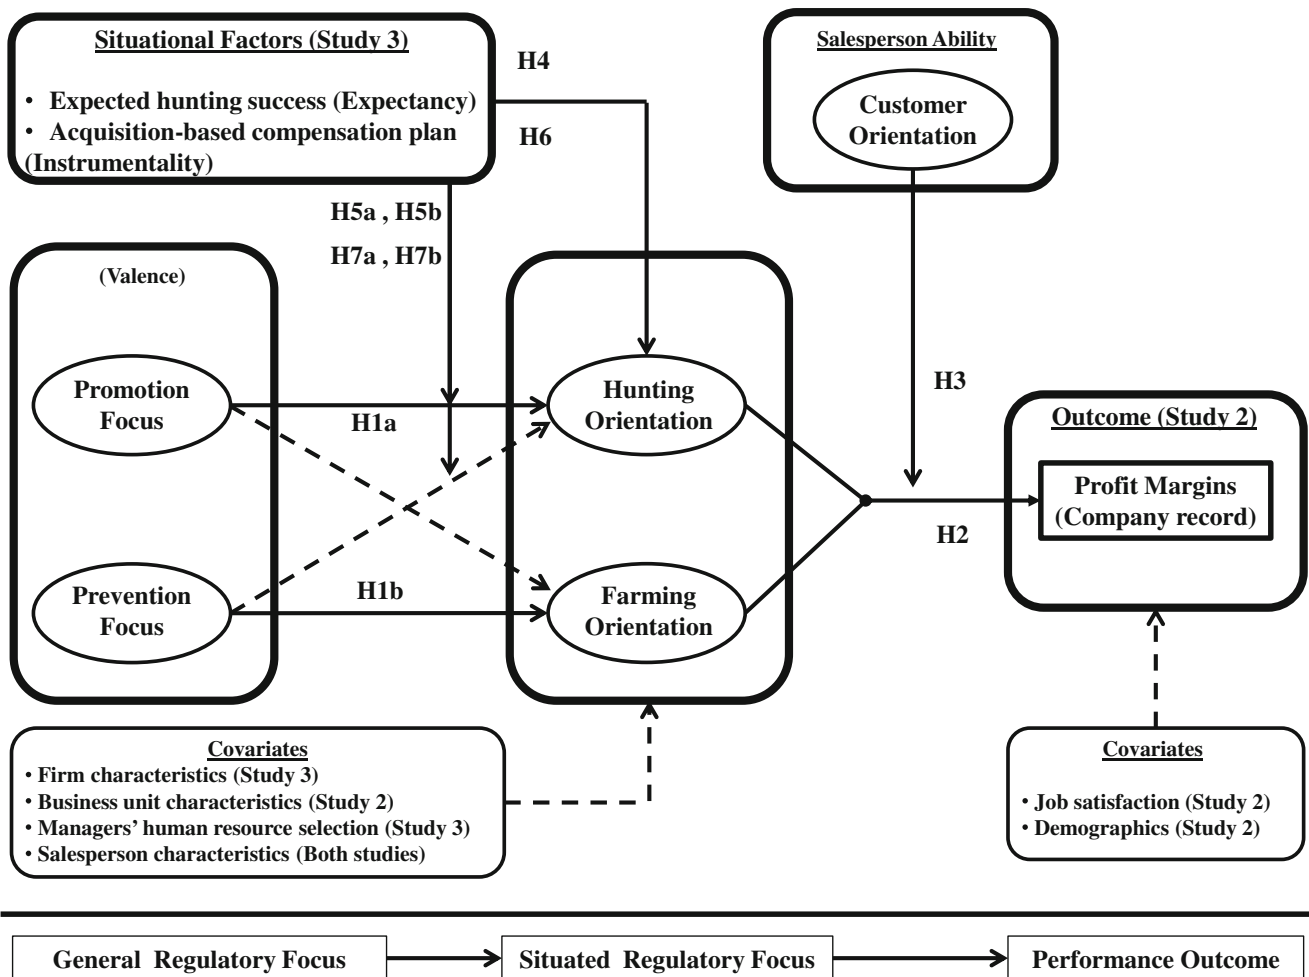 Situational Factors (Study 3)
• Expected hunting success (Expectancy)
• Acquisition-based compensation plan
(Instrumentality)
H4
H6
Salesperson Ability
Customer
Orientation
H5a , H5b
H7a , H7b
(Valence)
Promotion
Focus
H1a
Hunting
Orientation
H3
Outcome (Study 2)
Profit Margins
(Company record)
H2
Prevention
Focus
H1b
Farming
Orientation
Covariates
• Firm characteristics (Study 3)
• Business unit characteristics (Study 2)
• Managers’ human resource selection (Study 3)
• Salesperson characteristics (Both studies)
Covariates
• Job satisfaction (Study 2)
• Demographics (Study 2)
General Regulatory Focus
Situated Regulatory Focus
Performance Outcome